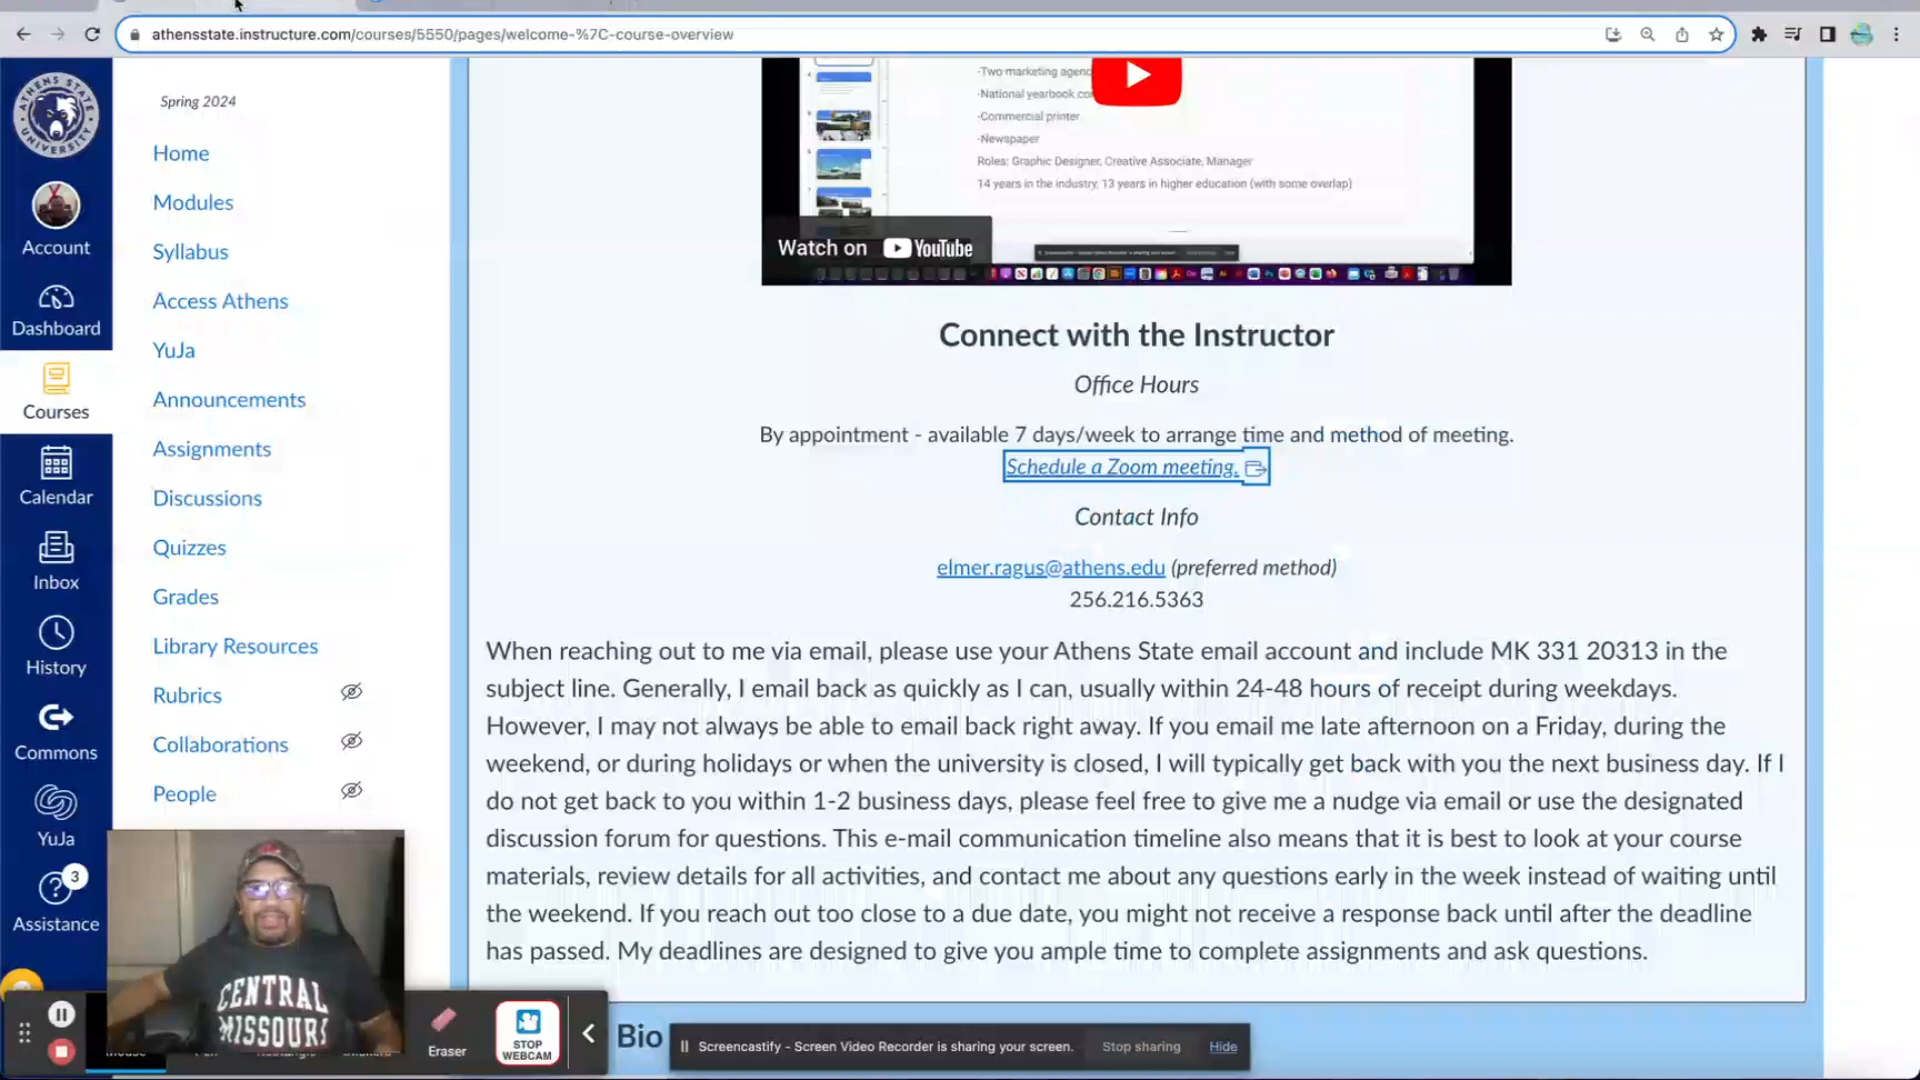 athensstate.instructure.com/courses/5550/pages/welcome-%7C-course-overview
ATHENS STATE UNIVERSITY
Account
Dashboard
Courses
Calendar
Inbox
History
Commons
YuJa
3
Assistance
Spring 2024
Home
Modules
Syllabus
Access Athens
YuJa
Announcements
Assignments
Discussions
Quizzes
Grades
Library Resources
Rubrics
Collaborations
People
-Two marketing agenc
-National yearbook co
-Commercial printer
-Newspaper
Roles: Graphic Designer, Creative Associate, Manager
14 years in the industry, 13 years in higher education (with some overlap)
Watch on YouTube
Connect with the Instructor
Office Hours
By appointment - available 7 days/week to arrange time and method of meeting.
Schedule a Zoom meeting.
Contact Info
elmer.ragus@athens.edu (preferred method)
256.216.5363
When reaching out to me via email, please use your Athens State email account and include MK 331 20313 in the
subject line. Generally, I email back as quickly as I can, usually within 24-48 hours of receipt during weekdays.
However, I may not always be able to email back right away. If you email me late afternoon on a Friday, during the
weekend, or during holidays or when the university is closed, I will typically get back with you the next business day. If I
do not get back to you within 1-2 business days, please feel free to give me a nudge via email or use the designated
discussion forum for questions. This e-mail communication timeline also means that it is best to look at your course
materials, review details for all activities, and contact me about any questions early in the week instead of waiting until
the weekend. If you reach out too close to a due date, you might not receive a response back until after the deadline
has passed. My deadlines are designed to give you ample time to complete assignments and ask questions.
Bio
CENTRAL
MISSOURI
Eraser
STOP
WEBCAM
Screencastify - Screen Video Recorder is sharing your screen.
Stop sharing
Hide